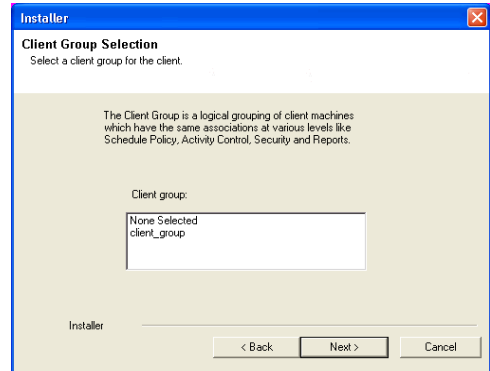 Installer
Client Group Selection
Select a client group for the client.
The Client Group is a logical grouping of client machines
which have the same associations at various levels like
Schedule Policy, Activity Control, Security and Reports.
Client group:
None Selected
client_group
Installer
< Back
Next >
Cancel